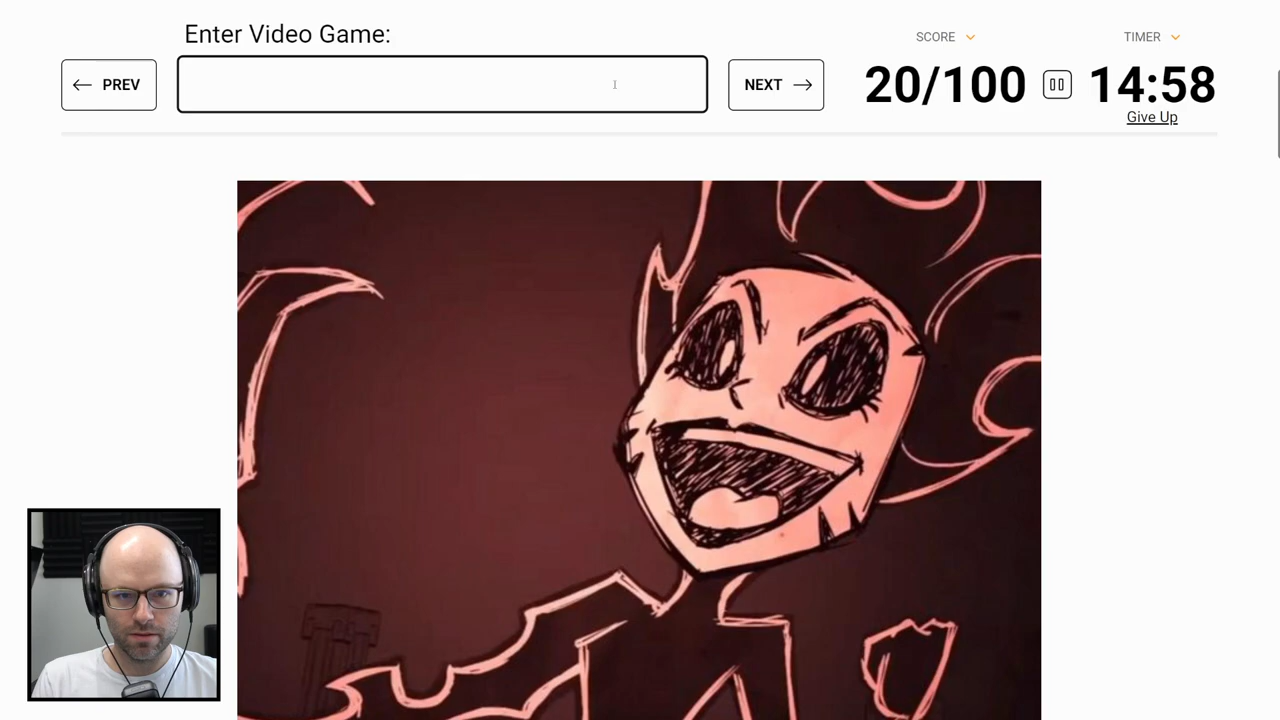 Enter Video Game:
SCORE
TIMER
PREV
NEXT
20/100
14:58
Give Up